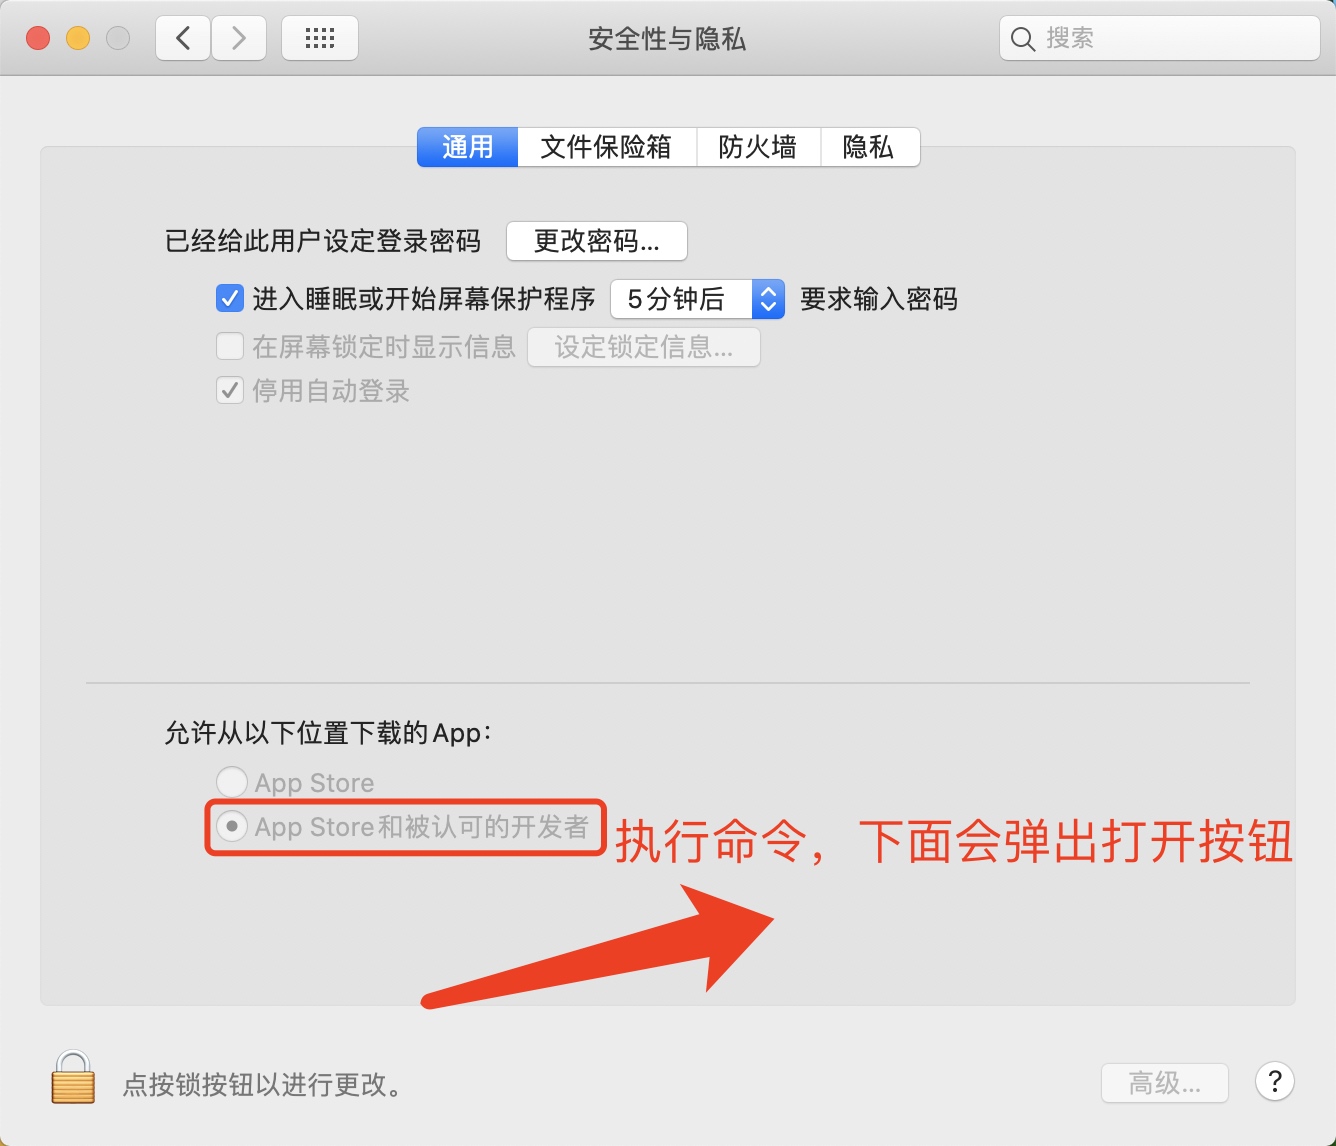 安全性与隐私
搜索
通用 文件保险箱 防火墙 隐私
已经给此用户设定登录密码 更改密码...
进入睡眠或开始屏幕保护程序 5分钟后 要求输入密码
在屏幕锁定时显示信息 设定锁定信息...
停用自动登录
允许从以下位置下载的App：
App Store
App Store和被认可的开发者
执行命令，下面会弹出打开按钮
点按锁按钮以进行更改。
高级... ?